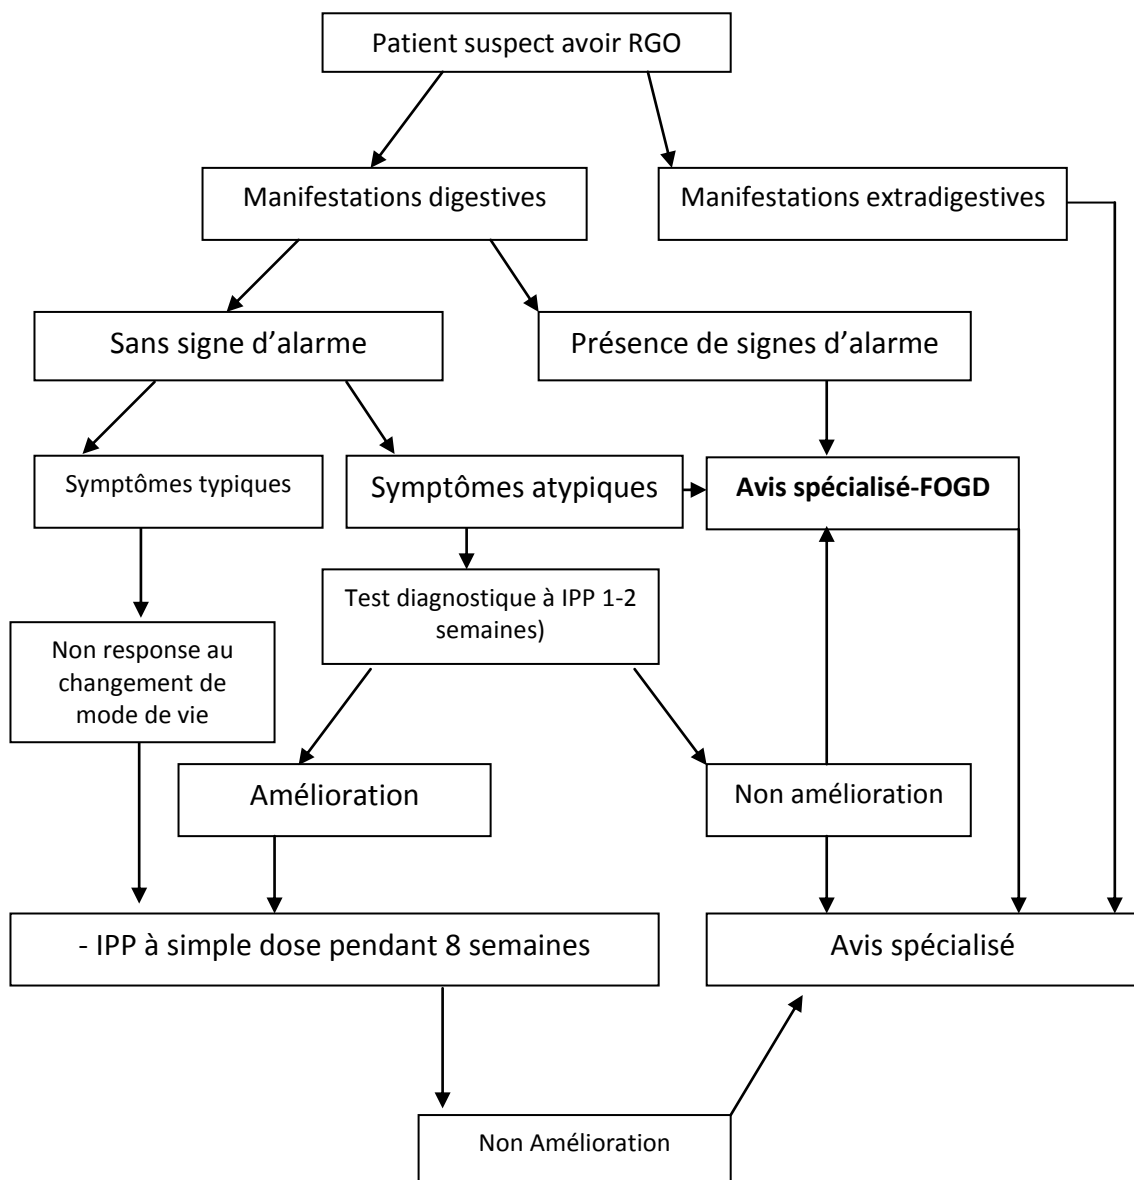 Patient suspect avoir RGO
Manifestations digestives
Manifestations extradigestives
Sans signe d’alarme
Présence de signes d’alarme
Symptômes typiques
Symptômes atypiques
Avis spécialisé-FOGD
Test diagnostique à IPP 1-2
semaines)
Non response au
changement de
mode de vie
Amélioration
Non amélioration
- IPP à simple dose pendant 8 semaines
Avis spécialisé
Non Amélioration